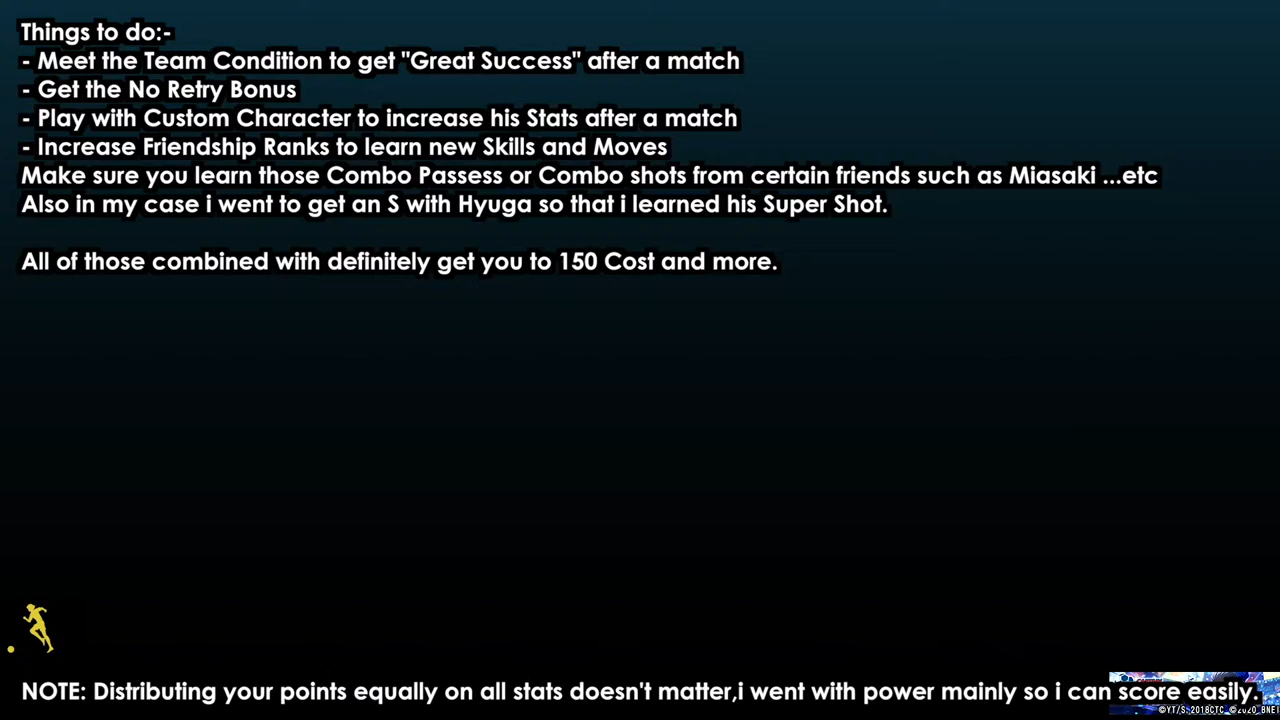 Things to do:-
- Meet the Team Condition to get "Great Success" after a match
- Get the No Retry Bonus
- Play with Custom Character to increase his Stats after a match
- Increase Friendship Ranks to learn new Skills and Moves
Make sure you learn those Combo Passess or Combo shots from certain friends such as Miasaki ...etc
Also in my case i went to get an S with Hyuga so that i learned his Super Shot.
All of those combined with definitely get you to 150 Cost and more.
NOTE: Distributing your points equally on all stats doesn't matter,i went with power mainly so i can score easily.
©YT/S, 2018CTC ©2020 BNEI